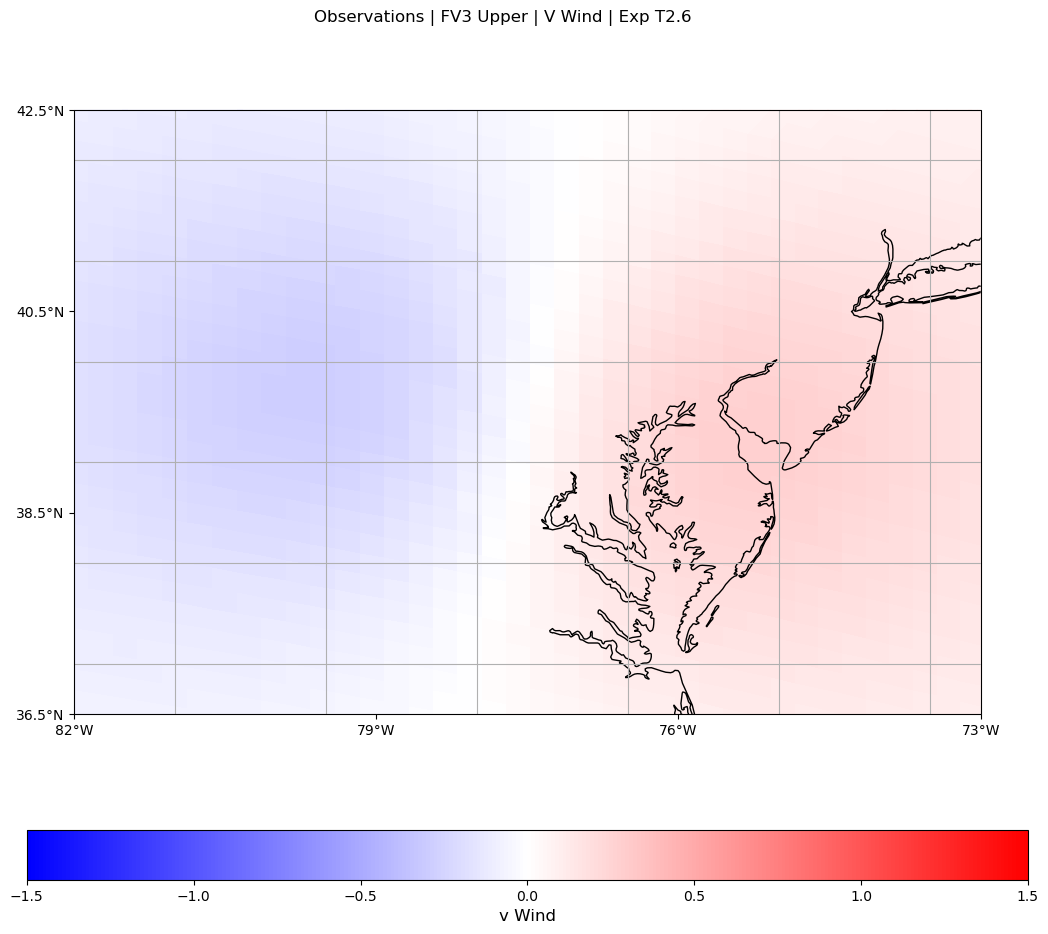 Observations | FV3 Upper | V Wind | Exp T2.6
42.5°N
40.5°N
38.5°N
36.5°N
82°W 79°W 76°W 73°W
−1.5 −1.0 −0.5 0.0 0.5 1.0 1.5
v Wind